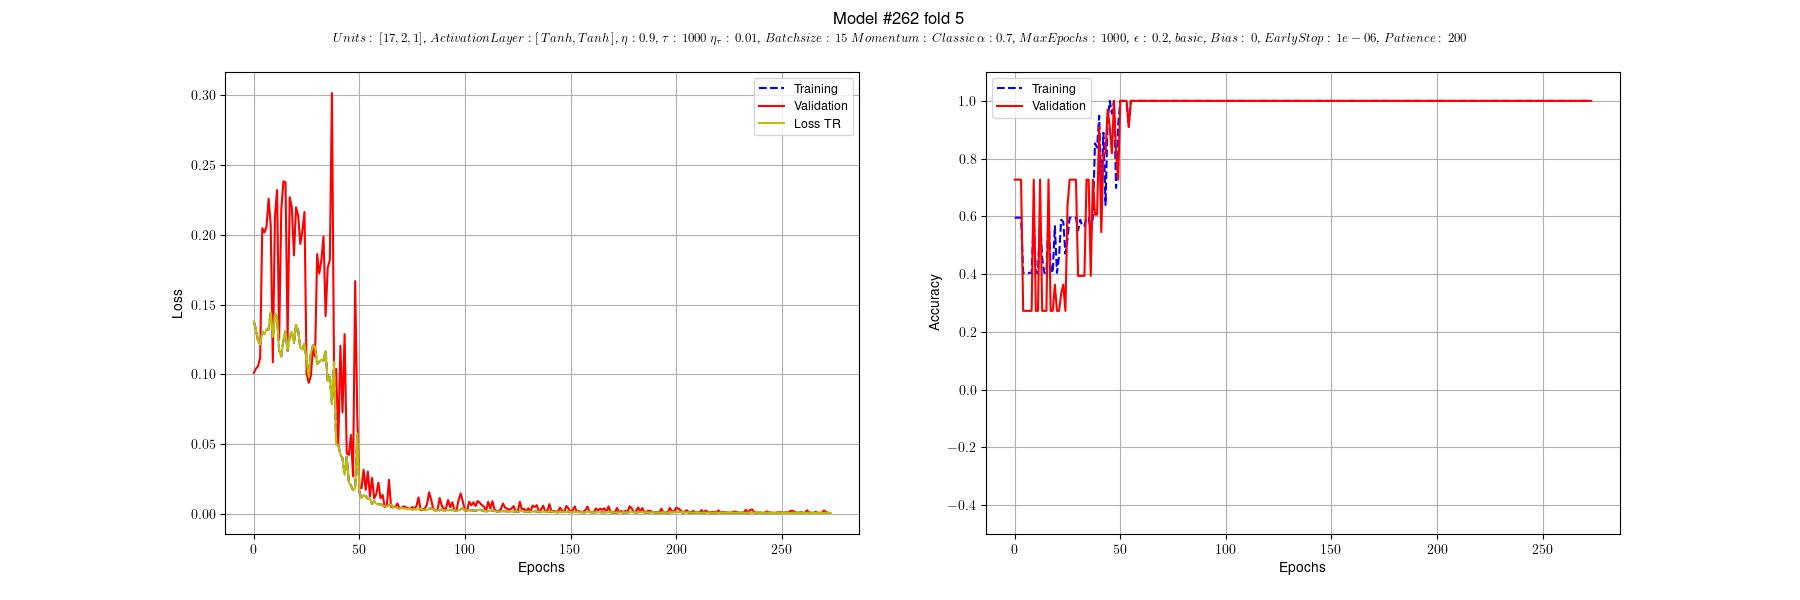 Model #262 fold 5
Units : [17, 2, 1], ActivationLayer : [Tanh, Tanh], η : 0.9, τ : 1000 η_τ : 0.01, Batchsize : 15 Momentum : Classic α : 0.7, MaxEpochs : 1000, ϵ : 0.2, basic, Bias : 0, EarlyStop : 1e − 06, Patience : 200
Training
Validation
Loss TR
0.30
0.25
0.20
0.15
0.10
0.05
0.00
Loss
0
50
100
150
200
250
Epochs
Training
Validation
1.0
0.8
0.6
0.4
0.2
0.0
−0.2
−0.4
Accuracy
0
50
100
150
200
250
Epochs